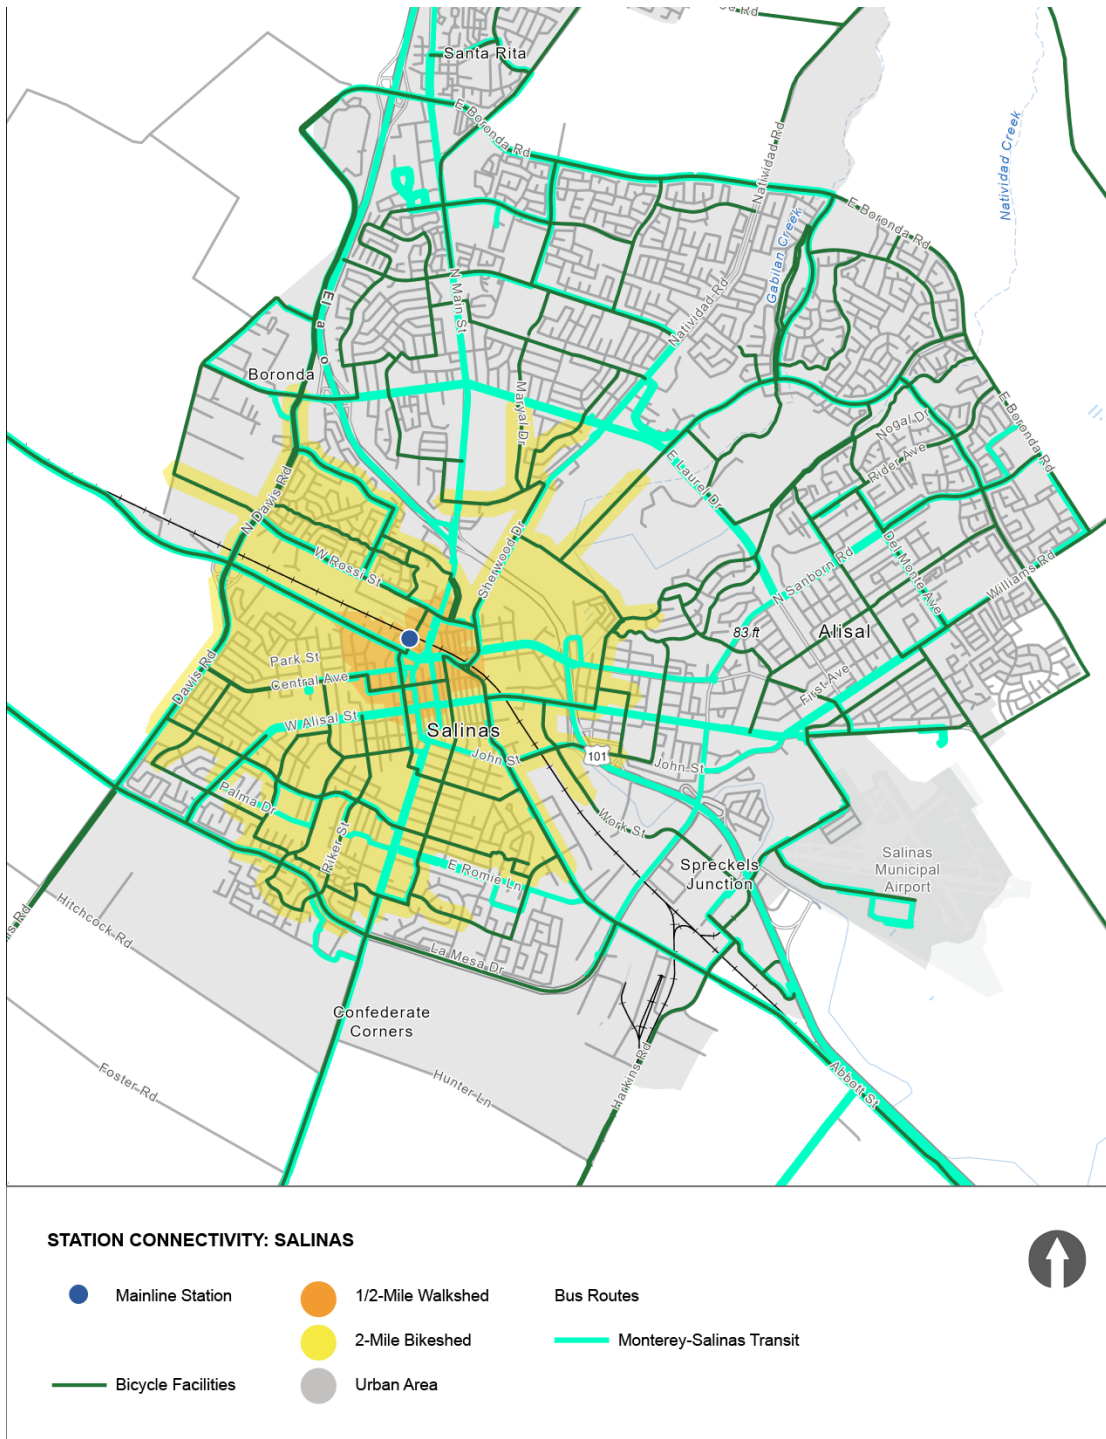 Santa Rita
E Boronda Rd
Natividad Rd
Natividad Creek
E Boronda Rd
Gabilan Creek
N Main St
Natividad Rd
El
a
o
Boronda
Maryal Dr
E Boronda Rd
Nogal Dr
Rider Ave
E Laurel Dr
N Davis Rd
Sherwood Dr
W Rossi St
N Sanborn Rd
Del Monte Ave
Williams Rd
83 ft
Alisal
Park St
Central Ave
Davis Rd
First Ave
W Alisal St
Salinas
John St
101
John St
Palma Dr
Work St
Riker St
E Romie Ln
Spreckels
Junction
Salinas
Municipal
Airport
Hitchcock Rd
La Mesa Dr
Confederate
Corners
Foster Rd
Hunter Ln
Harkins Rd
Abbott St
STATION CONNECTIVITY: SALINAS
Mainline Station
1/2-Mile Walkshed
Bus Routes
2-Mile Bikeshed
Monterey-Salinas Transit
Bicycle Facilities
Urban Area